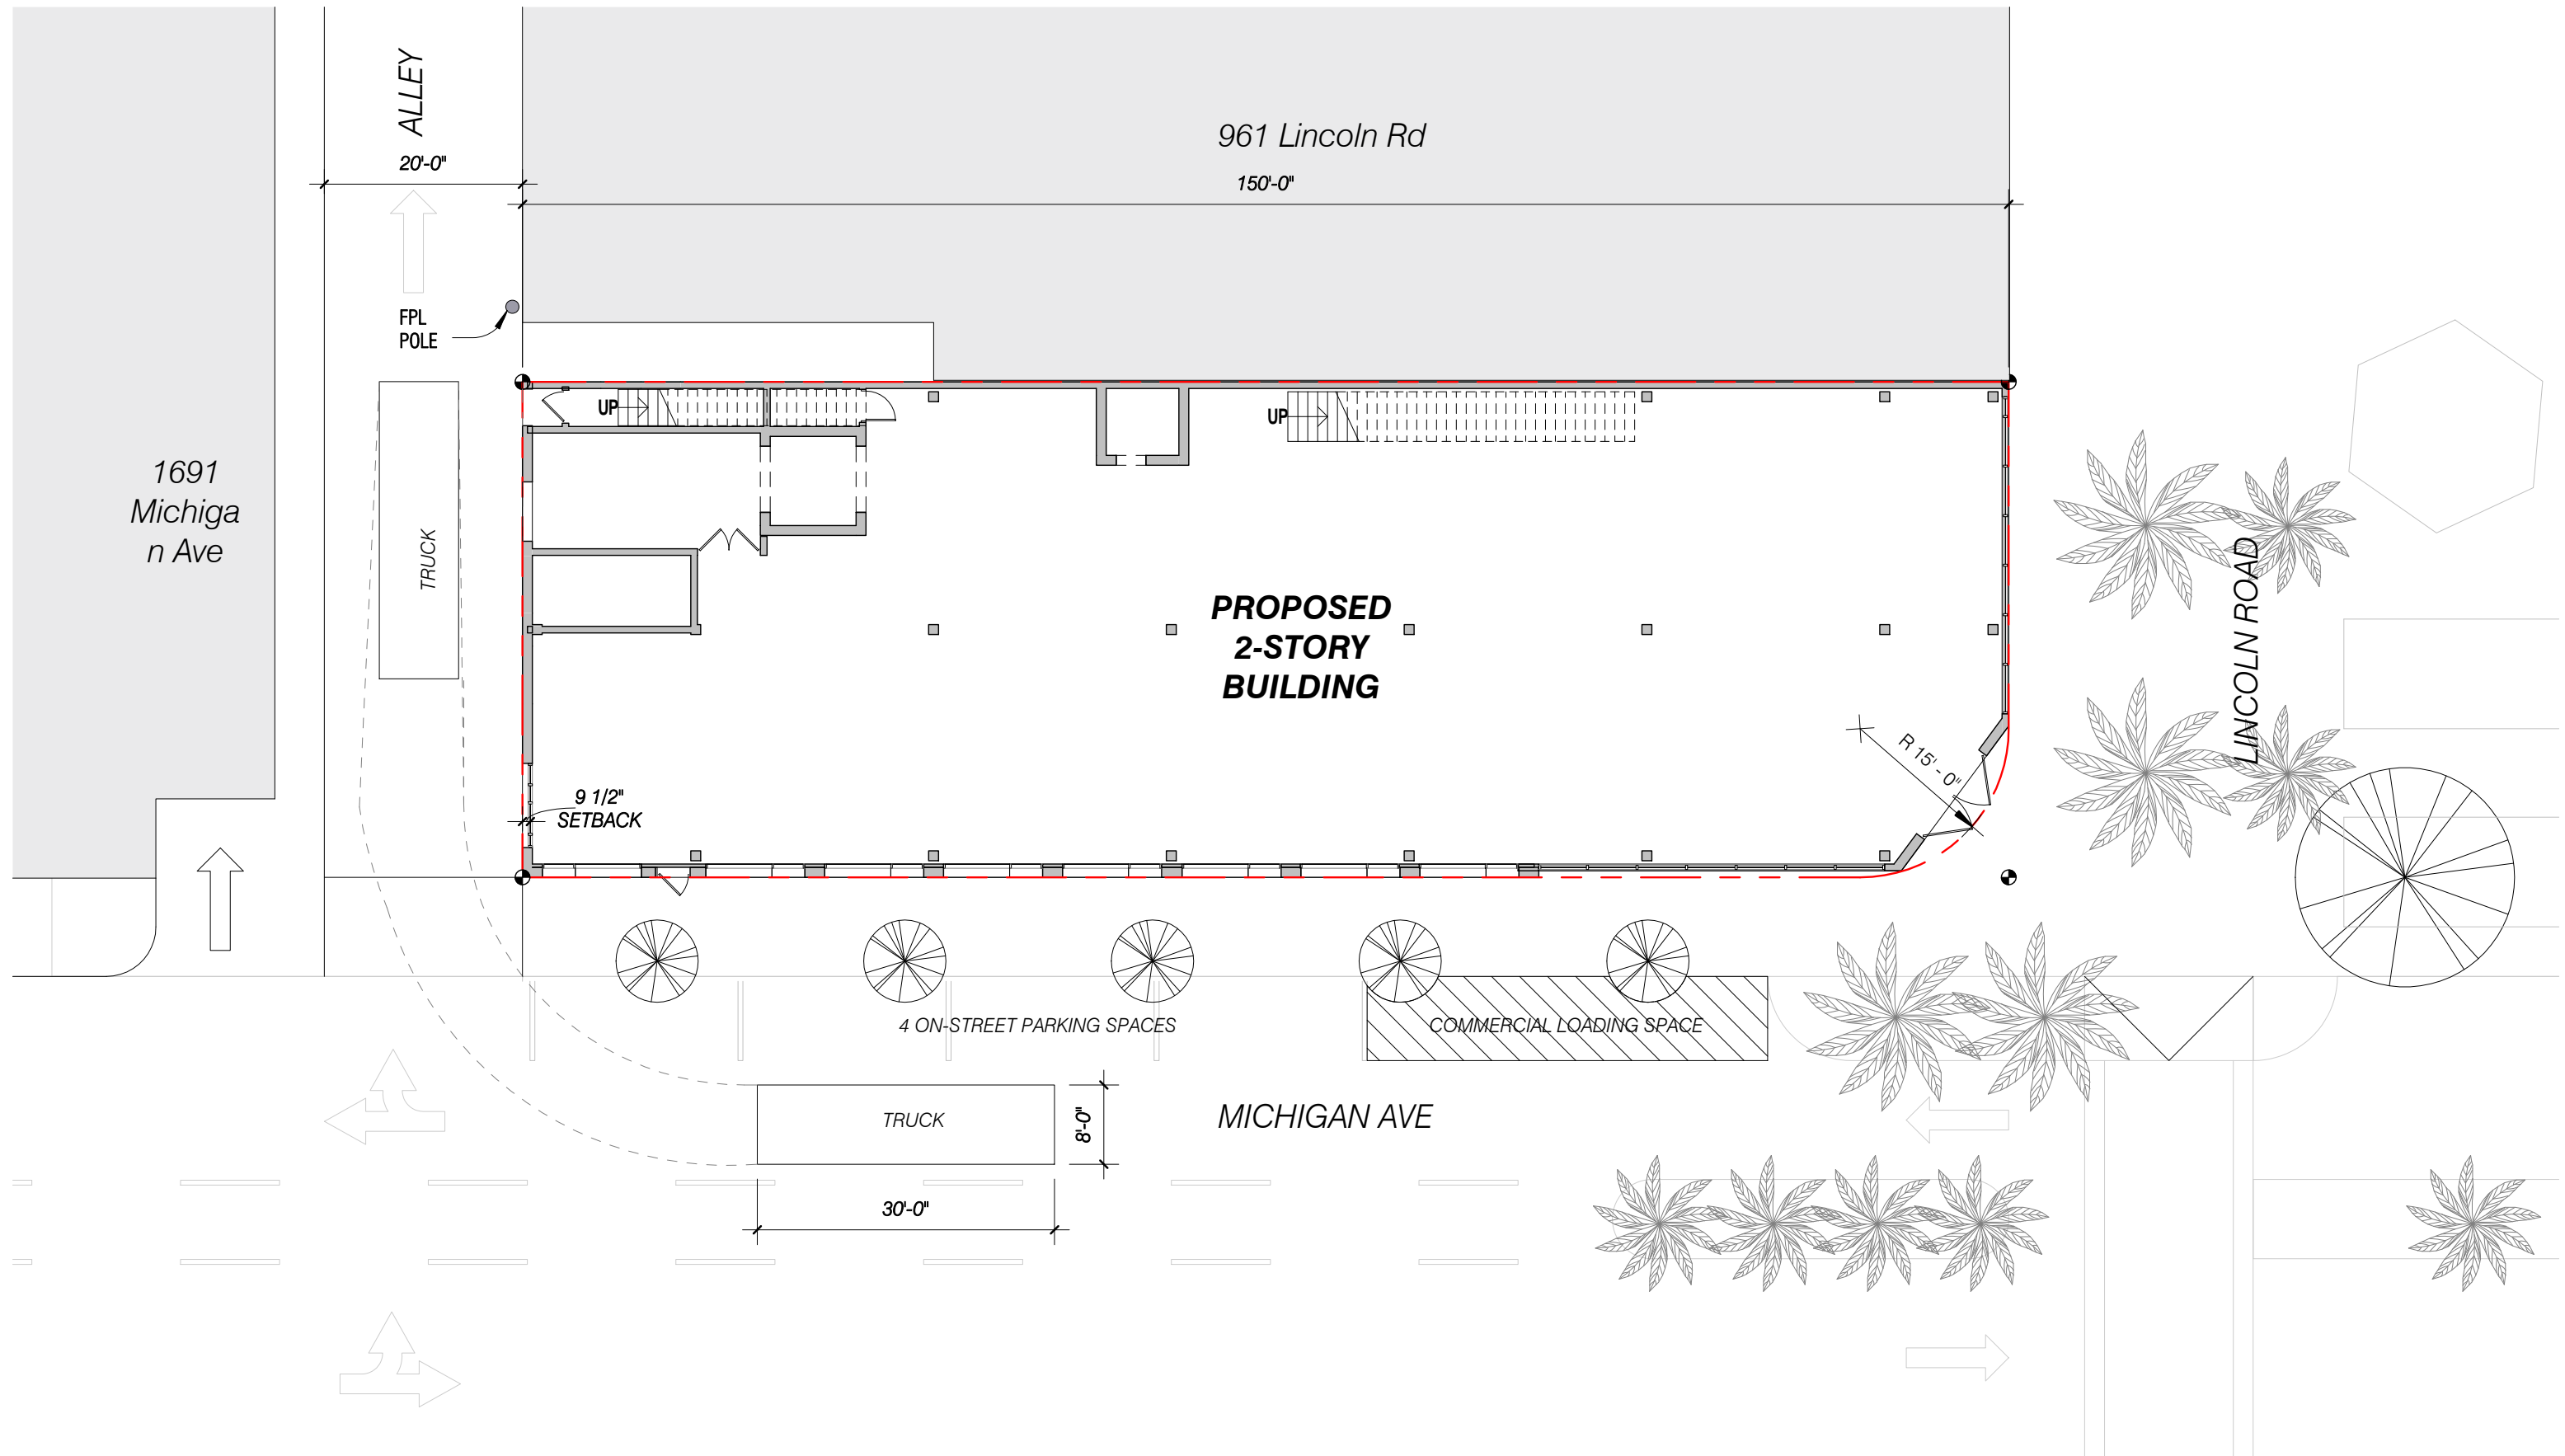 ALLEY
961 Lincoln Rd
20'-0"
150'-0"
FPL
POLE
UP
UP
1691
Michiga
n Ave
TRUCK
PROPOSED
2-STORY
BUILDING
LINCOLN ROAD
R 15' - 0"
9 1/2"
SETBACK
4 ON-STREET PARKING SPACES
COMMERCIAL LOADING SPACE
TRUCK
8'-0"
MICHIGAN AVE
30'-0"